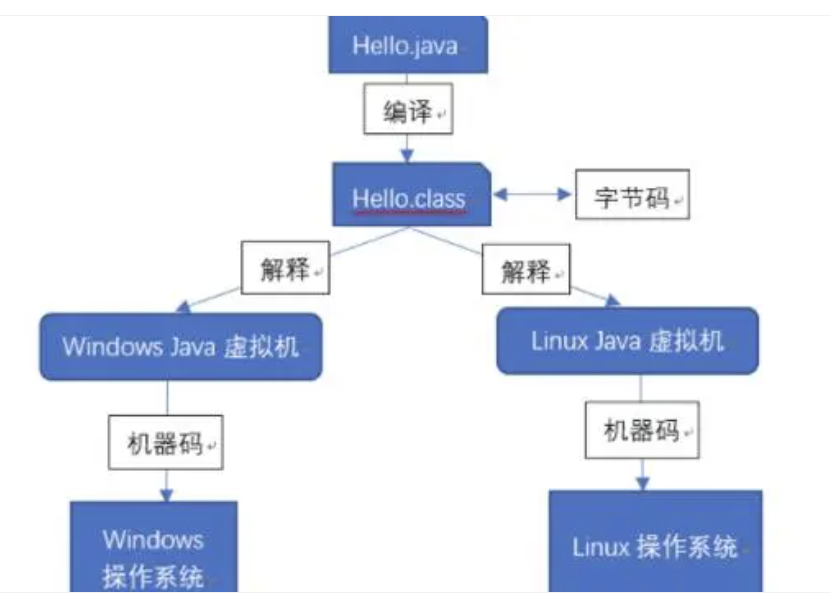 Hello.java
编译
Hello.class
字节码
解释
解释
Windows Java 虚拟机
Linux Java 虚拟机
机器码
机器码
Windows
操作系统
Linux 操作系统